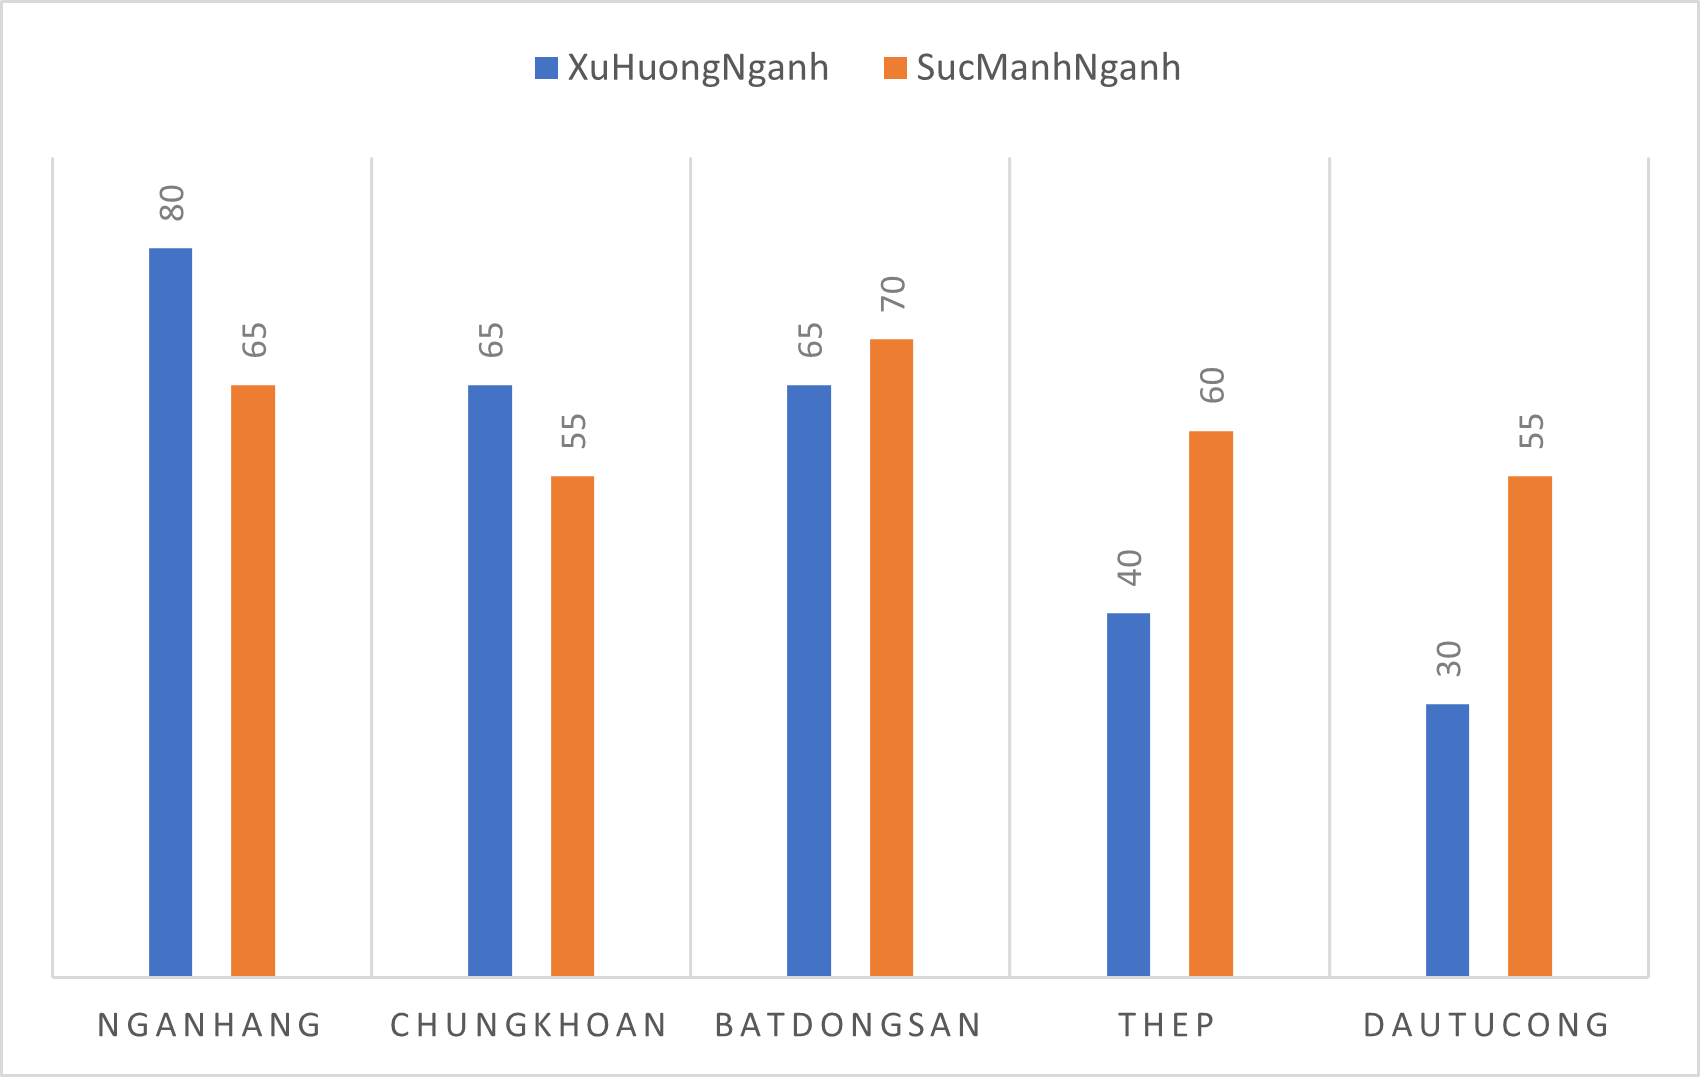 XuHuongNganh SucManhNganh
80 65 65 55 65 70 40 60 30 55
NGANHANG CHUNGKHOAN BATDONGSAN THEP DAUTUCONG